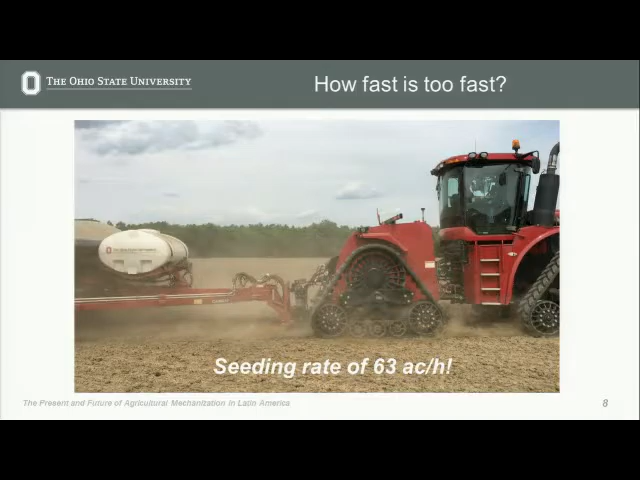 THE OHIO STATE UNIVERSITY
How fast is too fast?
Seeding rate of 63 ac/h!
The Present and Future of Agricultural Mechanization in Latin America
8